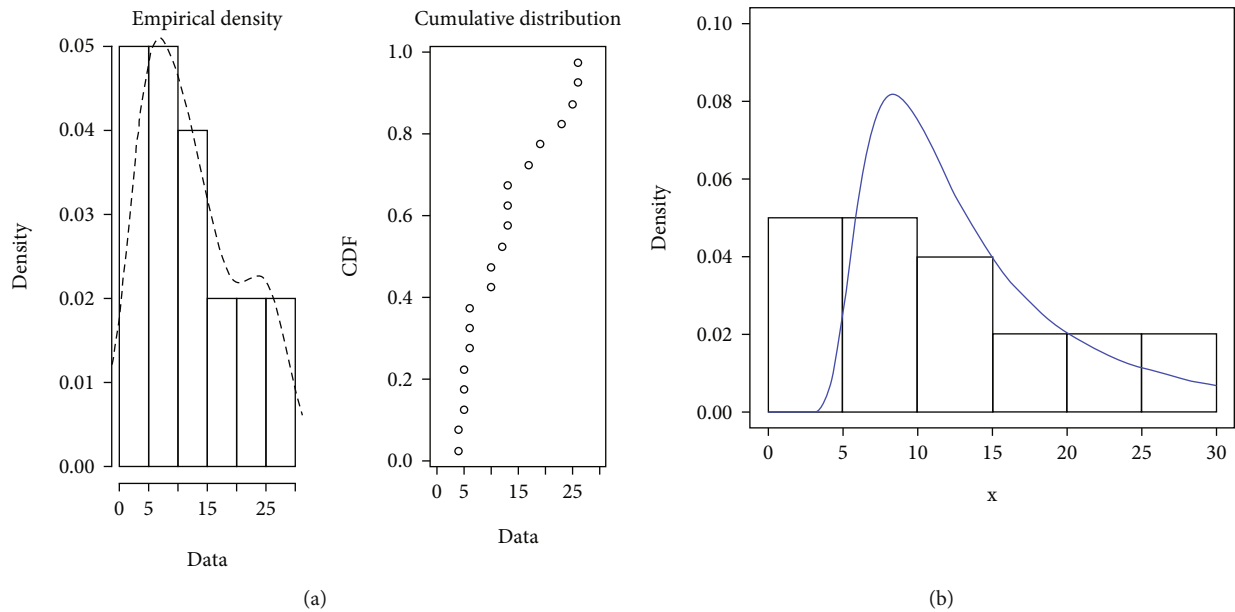 Empirical density
0.05
0.04
0.03
0.02
0.01
0.00
Density
0 5 15 25
Data
Cumulative distribution
1.0
0.8
0.6
0.4
0.2
0.0
CDF
0 5 15 25
Data
(a)
0.10
0.08
0.06
0.04
0.02
0.00
Density
0 5 10 15 20 25 30
x
(b)